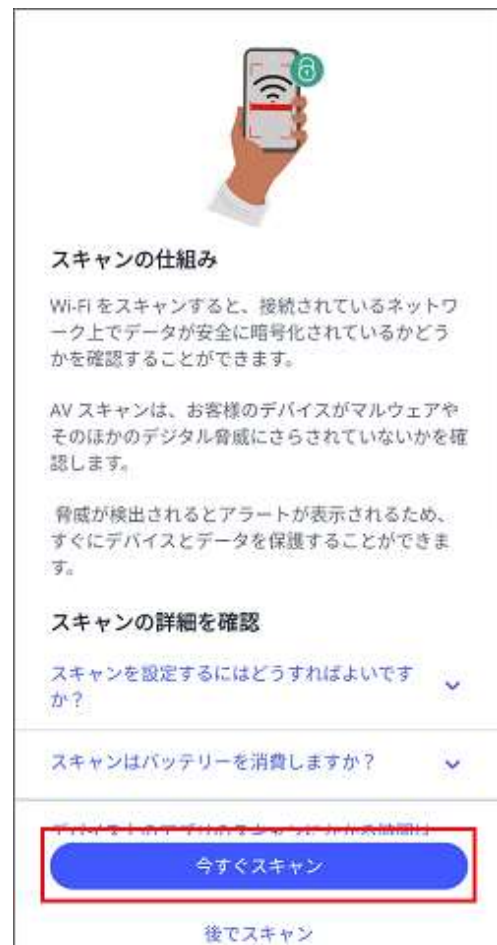 スキャンの仕組み
Wi-Fi をスキャンすると、接続されているネットワ
ーク上でデータが安全に暗号化されているかどう
かを確認することができます。
AV スキャンは、お客様のデバイスがマルウェアや
そのほかのデジタル脅威にさらされていないかを確
認します。
脅威が検出されるとアラートが表示されるため、
すぐにデバイスとデータを保護することができま
す。
スキャンの詳細を確認
スキャンを設定するにはどうすればよいです
か？
スキャンはバッテリーを消費しますか？
今すぐスキャン
後でスキャン